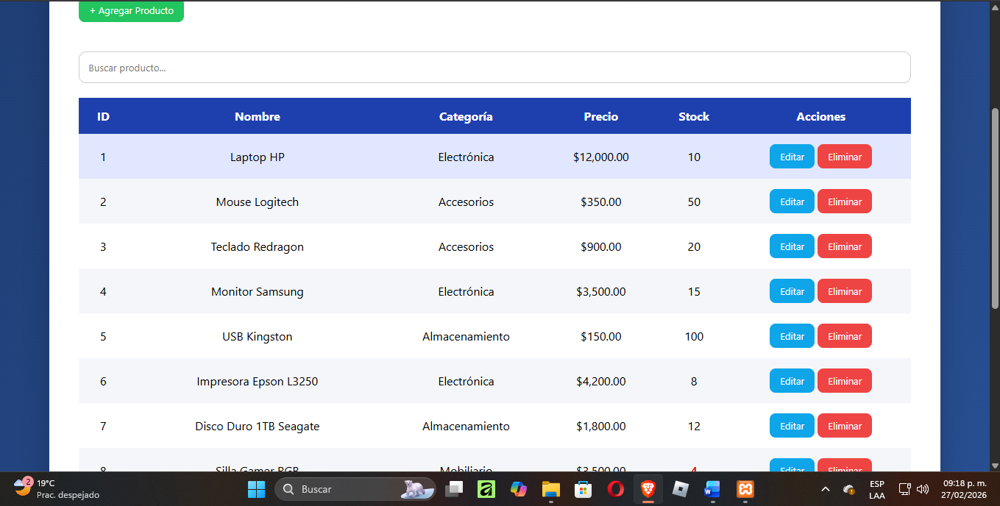 + Agregar Producto
Buscar producto...
ID Nombre Categoría Precio Stock Acciones
1 Laptop HP Electrónica $12,000.00 10 Editar Eliminar
2 Mouse Logitech Accesorios $350.00 50 Editar Eliminar
3 Teclado Redragon Accesorios $900.00 20 Editar Eliminar
4 Monitor Samsung Electrónica $3,500.00 15 Editar Eliminar
5 USB Kingston Almacenamiento $150.00 100 Editar Eliminar
6 Impresora Epson L3250 Electrónica $4,200.00 8 Editar Eliminar
7 Disco Duro 1TB Seagate Almacenamiento $1,800.00 12 Editar Eliminar
8 Silla Gamer RGB Mobiliario $3,500.00 4 Editar Eliminar
2 19°C
Parc. despejado
Buscar
ESP
LAA
09:18 p. m.
27/02/2026